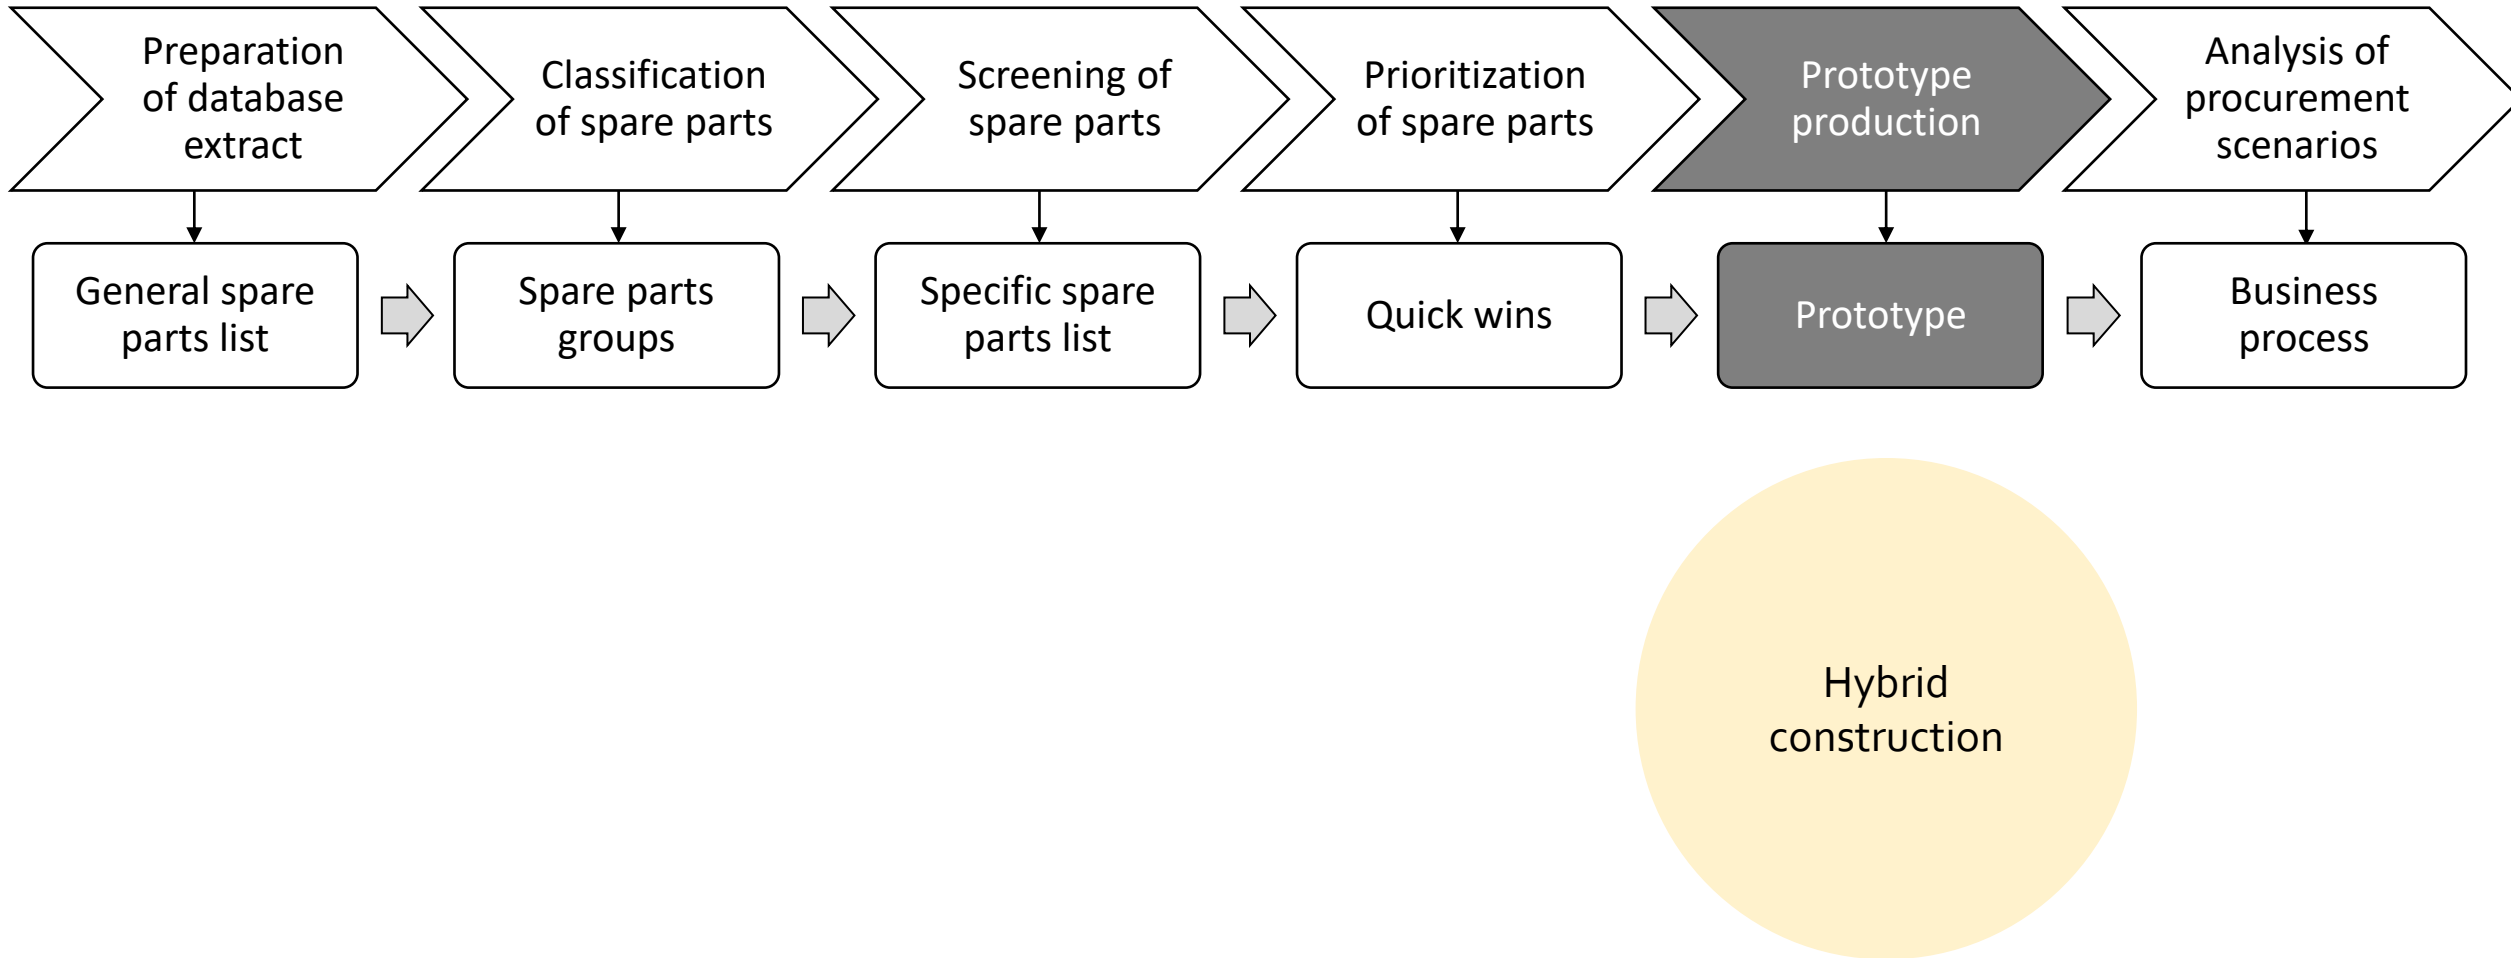 Preparation
of database
extract
Classification
of spare parts
Screening of
spare parts
Prioritization
of spare parts
Prototype
production
Analysis of
procurement
scenarios
General spare
parts list
Spare parts
groups
Specific spare
parts list
Quick wins
Prototype
Business
process
Hybrid
construction